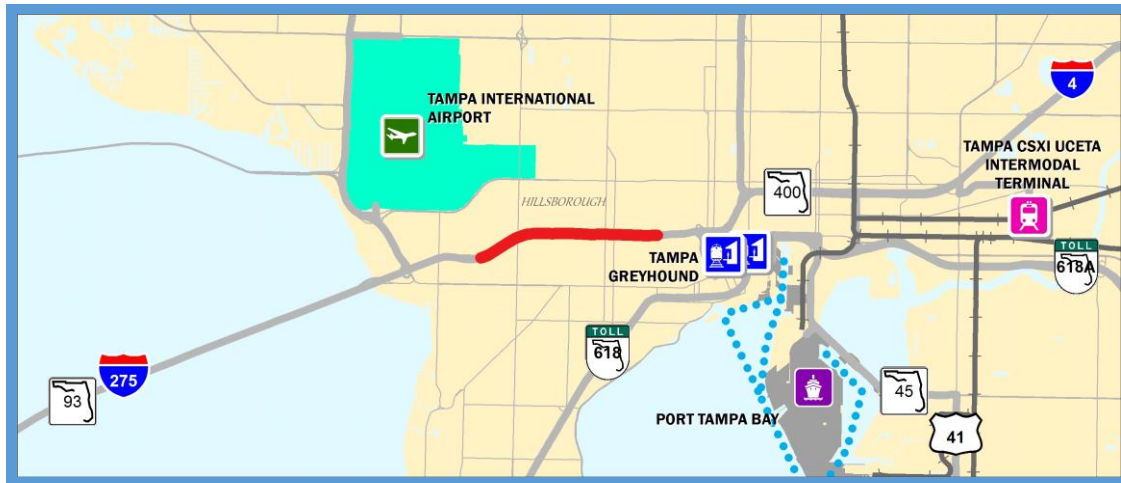 TAMPA INTERNATIONAL
AIRPORT
4
TAMPA CSXI UCETA
INTERMODAL
TERMINAL
400
HILLSBOROUGH
TAMPA
GREYHOUND
TOLL
618A
TOLL
618
275
93
45
PORT TAMPA BAY
41